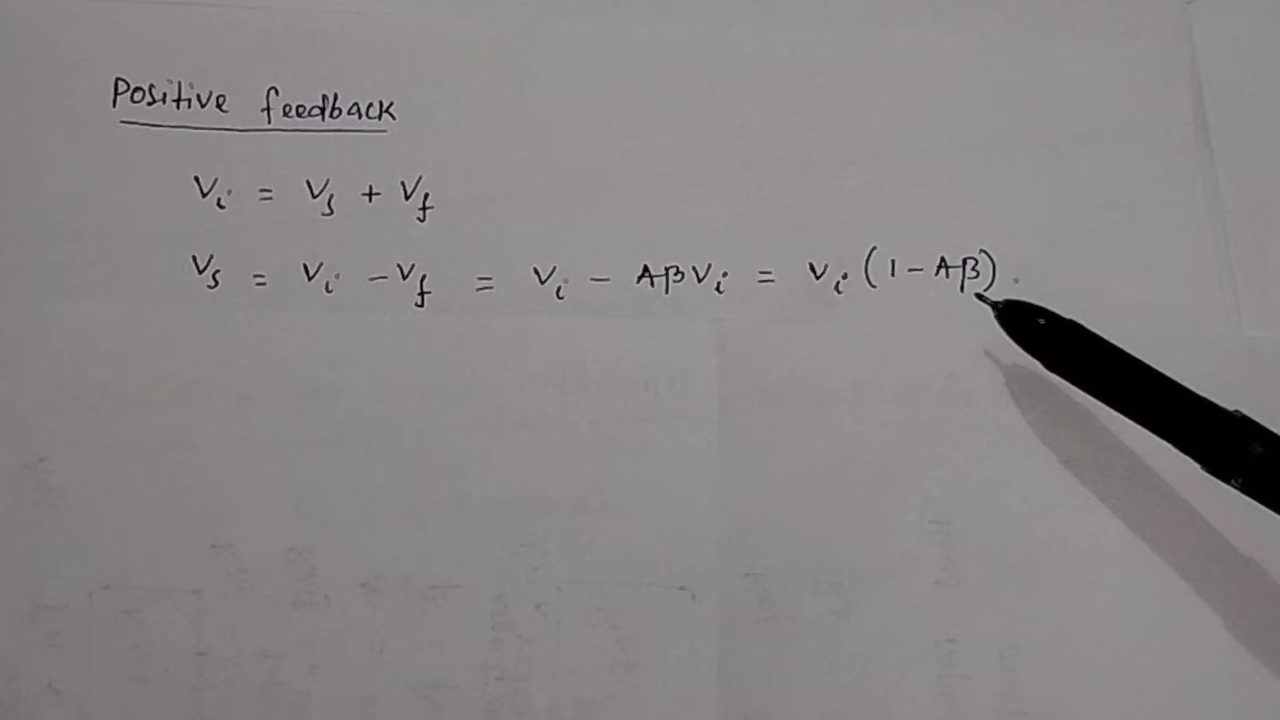 Positive feedback
Vi = Vs + Vf
Vs = Vi - Vf = Vi - AβVi = Vi (1 - Aβ).